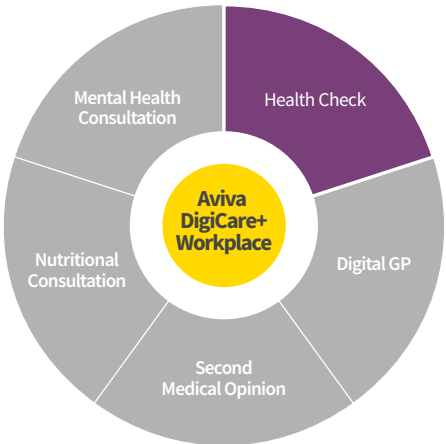 Mental Health
Consultation
Health Check
Aviva
DigiCare+
Workplace
Nutritional
Consultation
Digital GP
Second
Medical Opinion